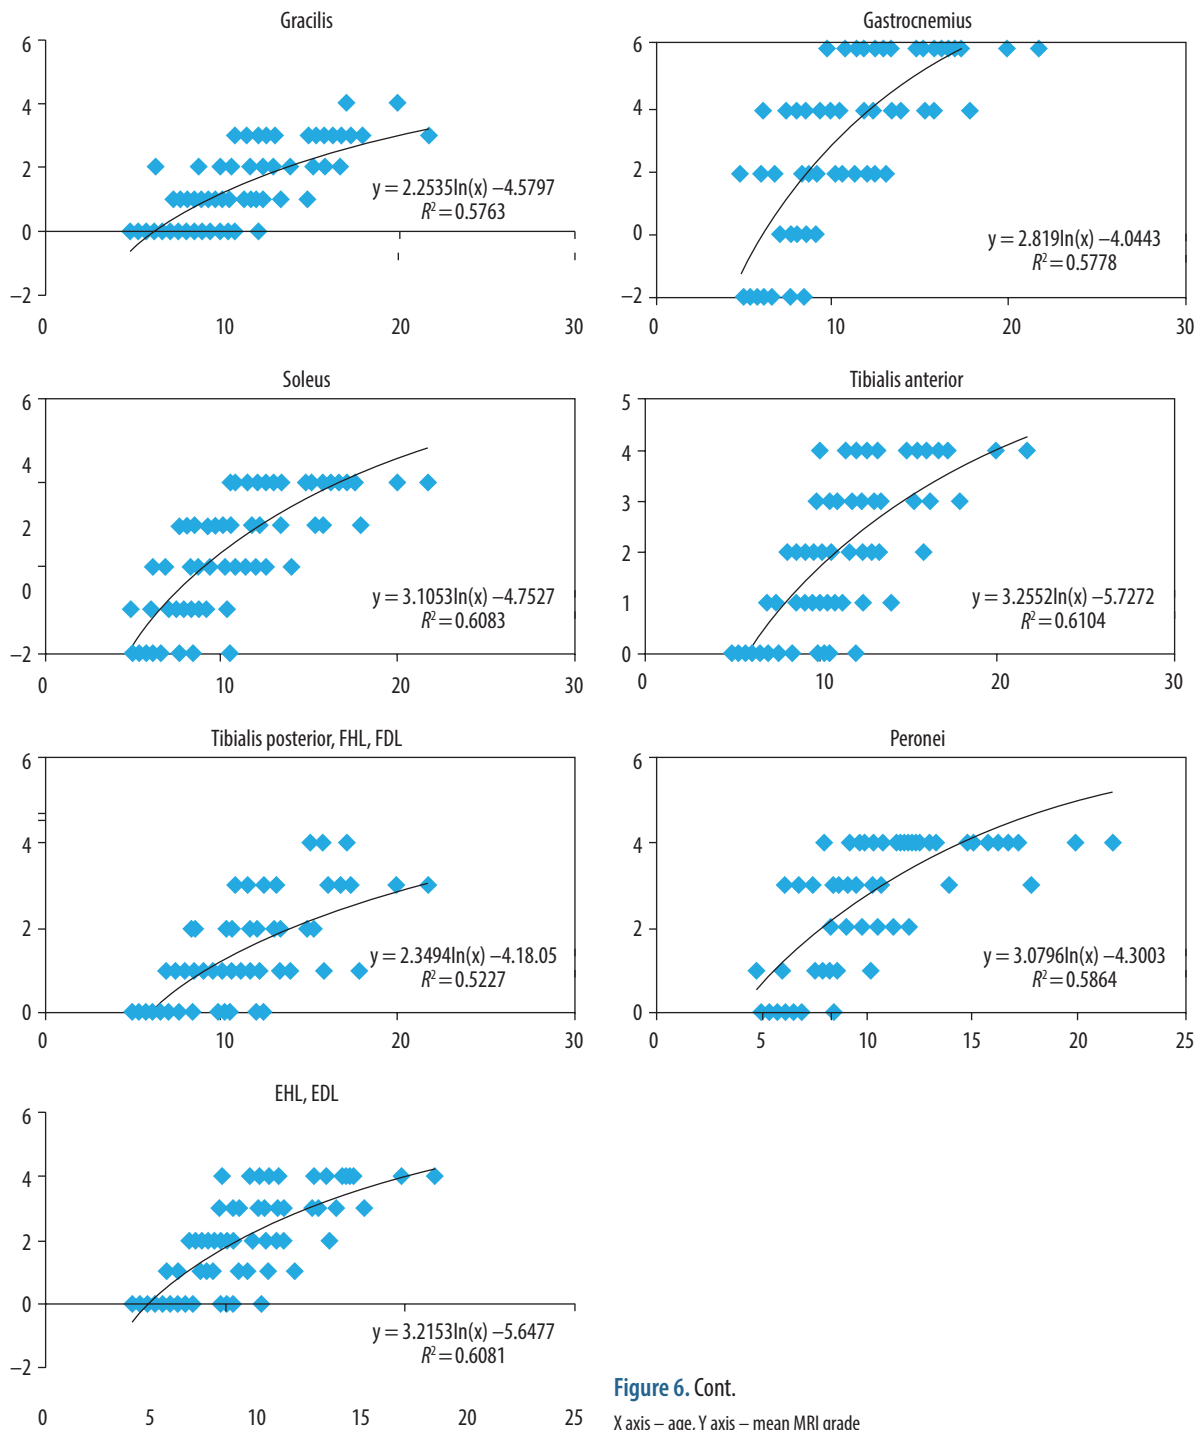 Gracilis
6
4
2
0
−2
0 10 20 30
y = 2.2535ln(x) −4.5797
R² = 0.5763
Gastrocnemius
6
4
2
0
−2
0 10 20 30
y = 2.819ln(x) −4.0443
R² = 0.5778
Soleus
6
4
2
0
−2
0 10 20 30
y = 3.1053ln(x) −4.7527
R² = 0.6083
Tibialis anterior
5
4
3
2
1
0
0 10 20 30
y = 3.2552ln(x) −5.7272
R² = 0.6104
Tibialis posterior, FHL, FDL
6
4
2
0
0 10 20 30
y = 2.3494ln(x) −4.18.05
R² = 0.5227
Peronei
6
4
2
0
0 5 10 15 20 25
y = 3.0796ln(x) −4.3003
R² = 0.5864
EHL, EDL
6
4
2
0
−2
0 5 10 15 20 25
y = 3.2153ln(x) −5.6477
R² = 0.6081
Figure 6. Cont.
X axis – age, Y axis – mean MRI grade